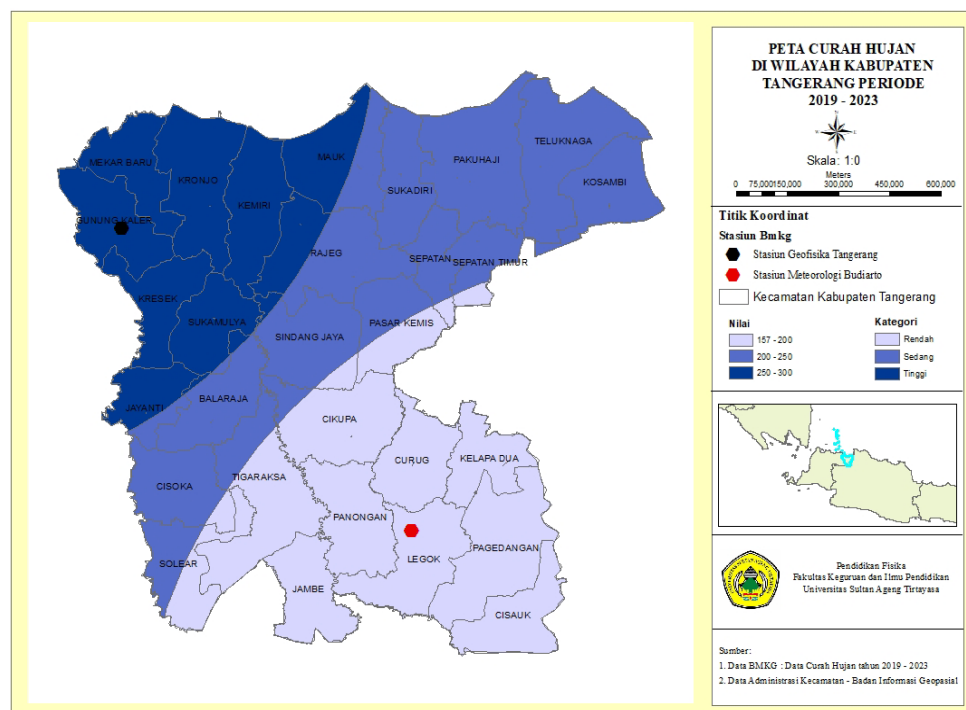 PETA CURAH HUJAN
DI WILAYAH KABUPATEN
TANGERANG PERIODE
2019 - 2023
Skala: 1:0
Meters
0 75,000150,000 300,000 450,000 600,000
Titik Koordinat
Stasiun Bmkg
Stasiun Geofisika Tangerang
Stasiun Meteorologi Budiarto
Kecamatan Kabupaten Tangerang
Nilai Kategori
157 - 200 Rendah
200 - 250 Sedang
250 - 300 Tinggi
Pendidikan Fisika
Fakultas Keguruan dan Ilmu Pendidikan
Universitas Sultan Ageng Tirtayasa
Sumber:
1. Data BMKG : Data Curah Hujan tahun 2019 - 2023
2. Data Administrasi Kecamatan - Badan Informasi Geopasial
TELUKNAGA
MAUK
PAKUHAJI
MEKAR BARU
KRONJO
KOSAMBI
SUKADIRI
KEMIRI
GUNUNG KALER
RAJEG
SEPATAN
SEPATAN TIMUR
KRESEK
SUKAMULYA
PASAR KEMIS
SINDANG JAYA
BALARAJA
JAYANTI
CIKUPA
CURUG
KELAPA DUA
TIGARAKSA
CISOKA
PANONGAN
PAGEDANGAN
LEGOK
SOLEAR
JAMBE
CISAUK